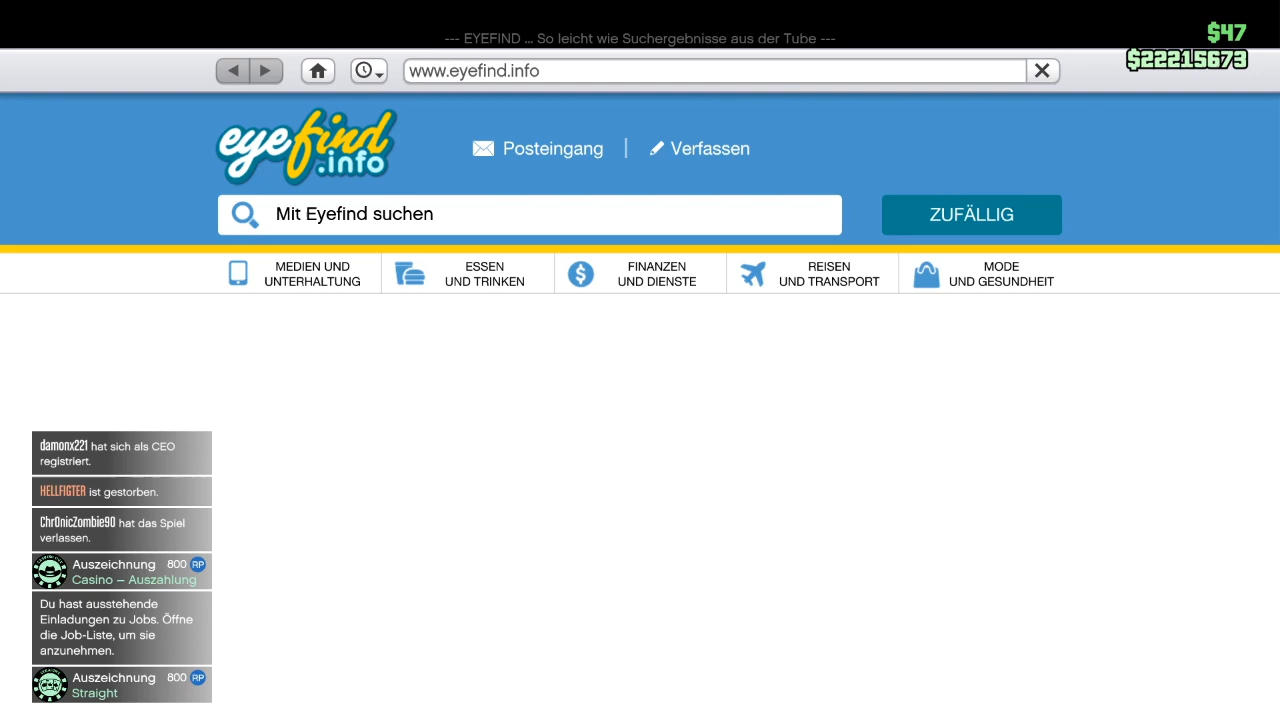 --- EYEFIND ... So leicht wie Suchergebnisse aus der Tube ---
$47
$22215673
www.eyefind.info
eyefind
.info
Posteingang
Verfassen
Mit Eyefind suchen
ZUFÄLLIG
MEDIEN UND
UNTERHALTUNG
ESSEN
UND TRINKEN
FINANZEN
UND DIENSTE
REISEN
UND TRANSPORT
MODE
UND GESUNDHEIT
damonx221 hat sich als CEO
registriert.
HELLFIGTER ist gestorben.
Chr0nicZombie90 hat das Spiel
verlassen.
Auszeichnung 800 RP
Casino – Auszahlung
Du hast ausstehende
Einladungen zu Jobs. Öffne
die Job-Liste, um sie
anzunehmen.
Auszeichnung 800 RP
Straight